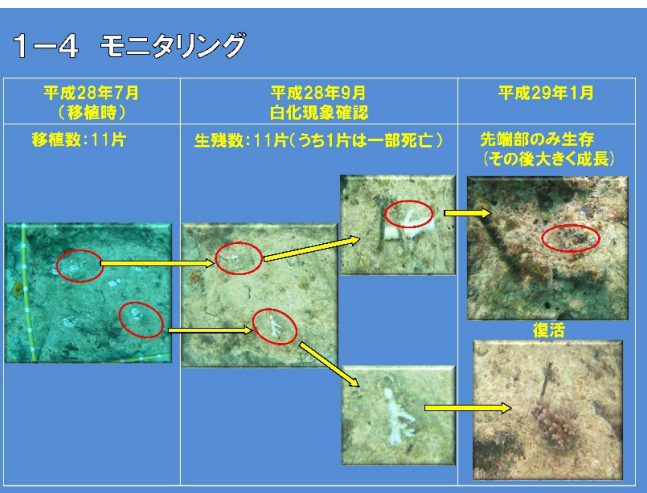 1-4 モニタリング
平成28年7月
(移植時)
平成28年9月
白化現象確認
平成29年1月
移植数:11片
生残数:11片(うち1片は一部死亡)
先端部のみ生存
(その後大きく成長)
復活